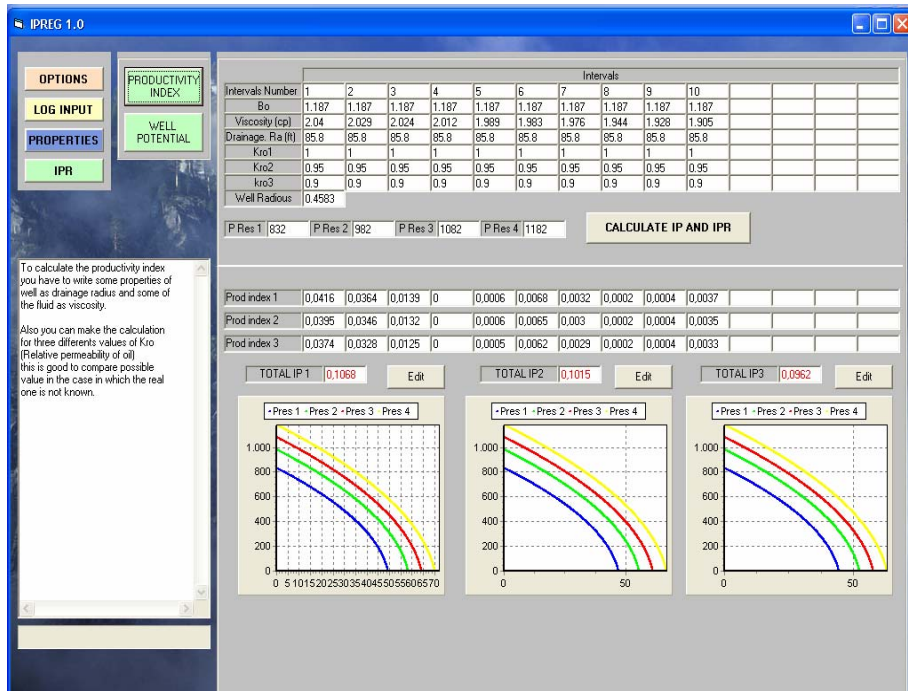 IPREG 1.0
OPTIONS
LOG INPUT
PROPERTIES
IPR
PRODUCTIVITY
INDEX
WELL
POTENTIAL
Intervals
Intervals Number 1 2 3 4 5 6 7 8 9 10
Bo 1.187 1.187 1.187 1.187 1.187 1.187 1.187 1.187 1.187 1.187
Viscosity (cp) 2.04 2.029 2.024 2.012 1.989 1.983 1.976 1.944 1.928 1.905
Drainage. Ra (ft) 85.8 85.8 85.8 85.8 85.8 85.8 85.8 85.8 85.8 85.8
Kro1 1 1 1 1 1 1 1 1 1 1
Kro2 0.95 0.95 0.95 0.95 0.95 0.95 0.95 0.95 0.95 0.95
kro3 0.9 0.9 0.9 0.9 0.9 0.9 0.9 0.9 0.9 0.9
Well Radious 0.4583
P Res 1 832 P Res 2 982 P Res 3 1082 P Res 4 1182 CALCULATE IP AND IPR
To calculate the productivity index
you have to write some properties of
well as drainage radius and some of
the fluid as viscosity.
Also you can make the calculation
for three differents values of Kro
(Relative permeability of oil)
this is good to compare possible
value in the case in which the real
one is not known.
Prod index 1 0,0416 0,0364 0,0139 0 0,0006 0,0068 0,0032 0,0002 0,0004 0,0037
Prod index 2 0,0395 0,0346 0,0132 0 0,0006 0,0065 0,003 0,0002 0,0004 0,0035
Prod index 3 0,0374 0,0328 0,0125 0 0,0005 0,0062 0,0029 0,0002 0,0004 0,0033
TOTAL IP1 0,1068 Edit
TOTAL IP2 0,1015 Edit
TOTAL IP3 0,0962 Edit
Pres 1 Pres 2 Pres 3 Pres 4
1.000
800
600
400
200
0
0 5 10 15 20 25 30 35 40 45 50 55 60 65 70
Pres 1 Pres 2 Pres 3 Pres 4
1.000
800
600
400
200
0
0 50
Pres 1 Pres 2 Pres 3 Pres 4
1.000
800
600
400
200
0
0 50